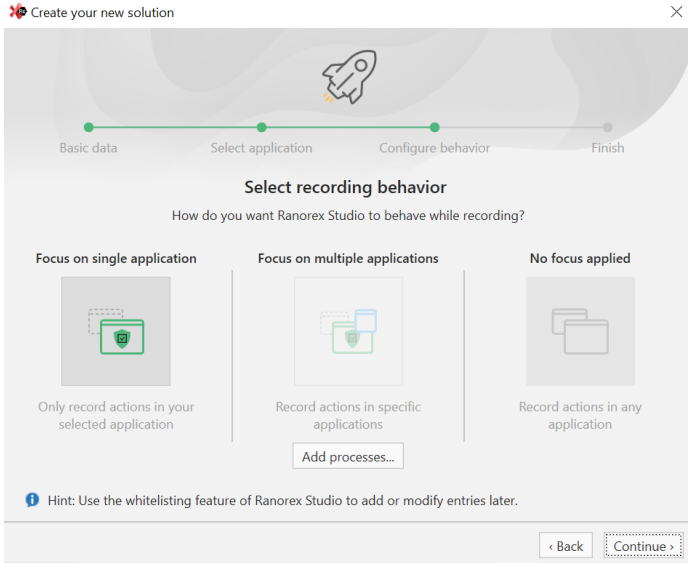 Create your new solution
Basic data
Select application
Configure behavior
Finish
Select recording behavior
How do you want Ranorex Studio to behave while recording?
Focus on single application
Focus on multiple applications
No focus applied
Only record actions in your
selected application
Record actions in specific
applications
Record actions in any
application
Add processes...
Hint: Use the whitelisting feature of Ranorex Studio to add or modify entries later.
‹ Back
Continue ›